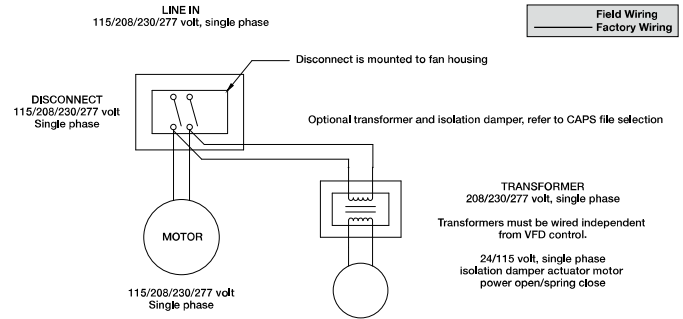 LINE IN
115/208/230/277 volt, single phase
Field Wiring
Factory Wiring
Disconnect is mounted to fan housing
DISCONNECT
115/208/230/277 volt
Single phase
Optional transformer and isolation damper, refer to CAPS file selection
TRANSFORMER
208/230/277 volt, single phase
Transformers must be wired independent
from VFD control.
24/115 volt, single phase
isolation damper actuator motor
power open/spring close
MOTOR
115/208/230/277 volt
Single phase